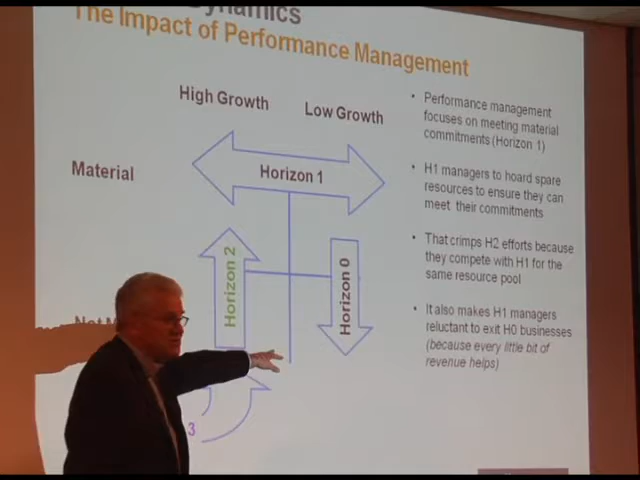 Dynamics
The Impact of Performance Management
High Growth
Low Growth
Material
Horizon 1
Horizon 2
Horizon 0
3
• Performance management
focuses on meeting material
commitments (Horizon 1)
• H1 managers to hoard spare
resources to ensure they can
meet their commitments
• That crimps H2 efforts because
they compete with H1 for the
same resource pool
• It also makes H1 managers
reluctant to exit H0 businesses
(because every little bit of
revenue helps)